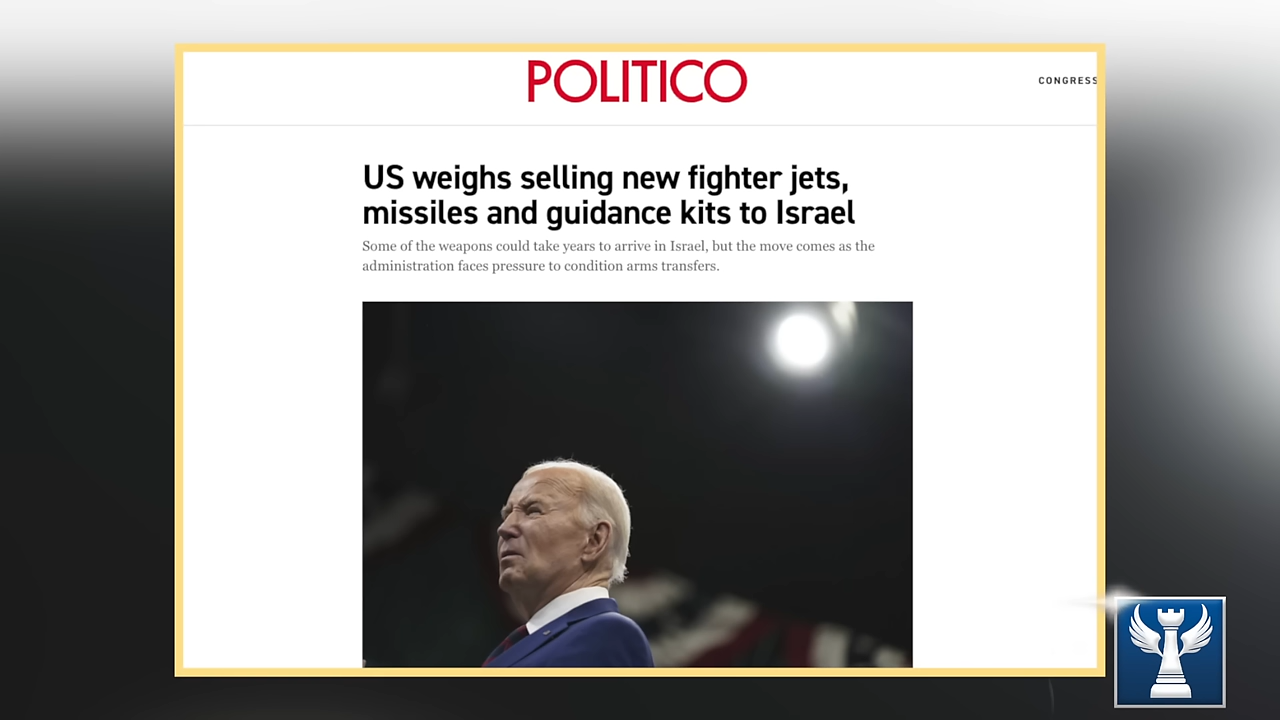 POLITICO
CONGRESS
US weighs selling new fighter jets,
missiles and guidance kits to Israel
Some of the weapons could take years to arrive in Israel, but the move comes as the
administration faces pressure to condition arms transfers.